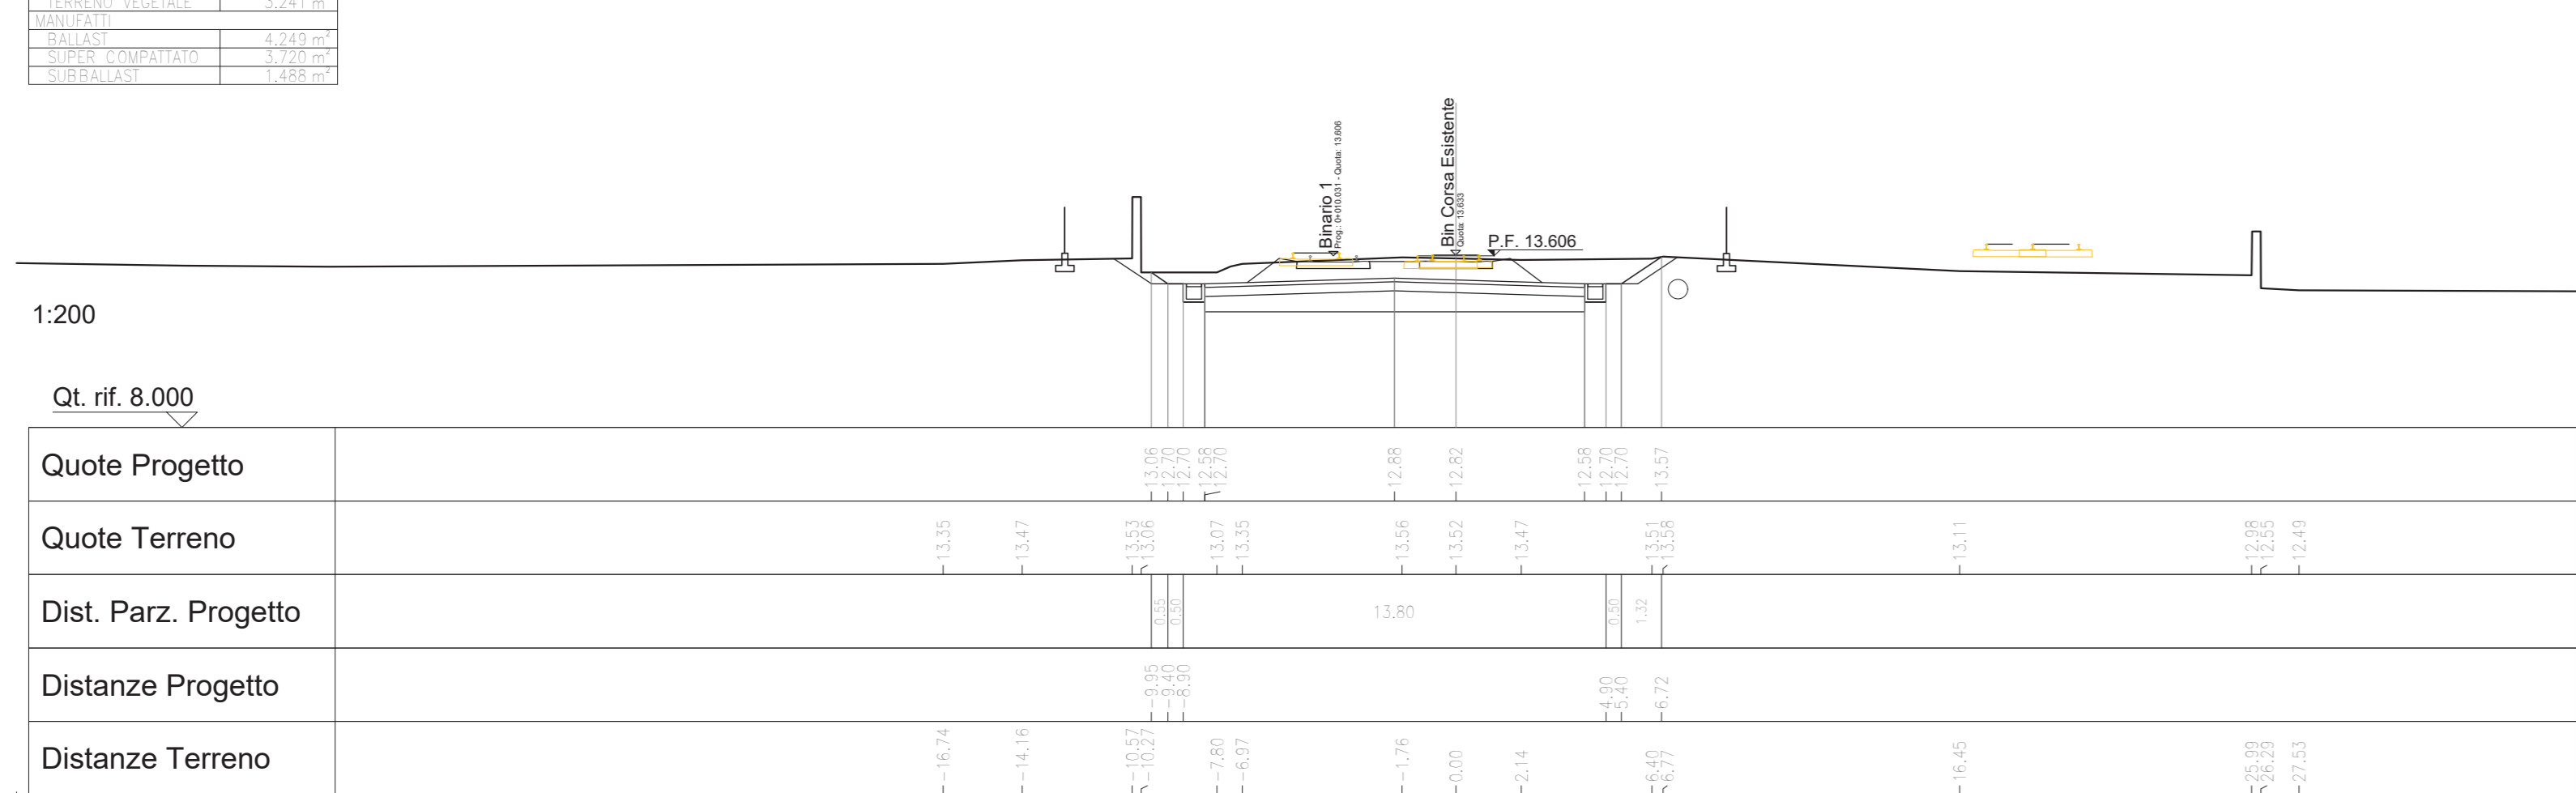 TERRENO VEGETALE 3.241 m
MANUFATTI
BALLAST 4.249 m²
SUPER COMPATTATO 3.720 m²
SUBBALLAST 1.488 m²
Binario 1
Prog.: 0+010.031 - Quota: 13.606
Bin Corsa Esistente
Quota: 13.633
P.F. 13.606
1:200
Qt. rif. 8.000
Quote Progetto 13.06 12.70 12.70 12.58 12.70 12.88 12.82 12.58 12.70 12.70 13.57
Quote Terreno 13.35 13.47 13.53 13.06 13.07 13.35 13.56 13.52 13.47 13.51 13.58 13.11 12.98 12.55 12.49
Dist. Parz. Progetto 0.55 0.50 13.80 0.50 1.32
Distanze Progetto -9.95 -9.40 -8.90 4.90 5.40 6.72
Distanze Terreno -16.74 -14.16 -10.57 -10.27 -7.80 -6.97 -1.76 0.00 2.14 6.40 6.77 16.45 25.99 26.29 27.53